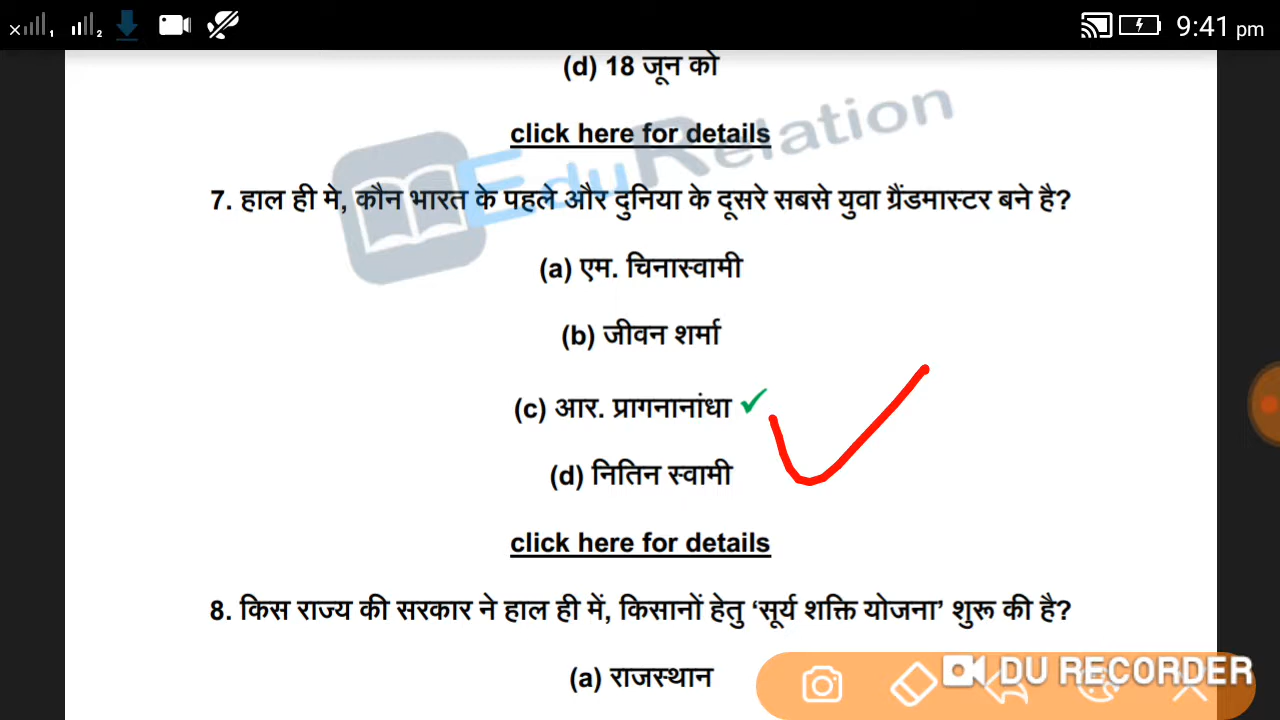 9:41 pm
(d) 18 जून को
EduRelation
click here for details
7. हाल ही मे, कौन भारत के पहले और दुनिया के दूसरे सबसे युवा ग्रैंडमास्टर बने है?
(a) एम. चिनास्वामी
(b) जीवन शर्मा
(c) आर. प्रागनानांधा
(d) नितिन स्वामी
click here for details
8. किस राज्य की सरकार ने हाल ही में, किसानों हेतु ‘सूर्य शक्ति योजना’ शुरू की है?
(a) राजस्थान
DU RECORDER